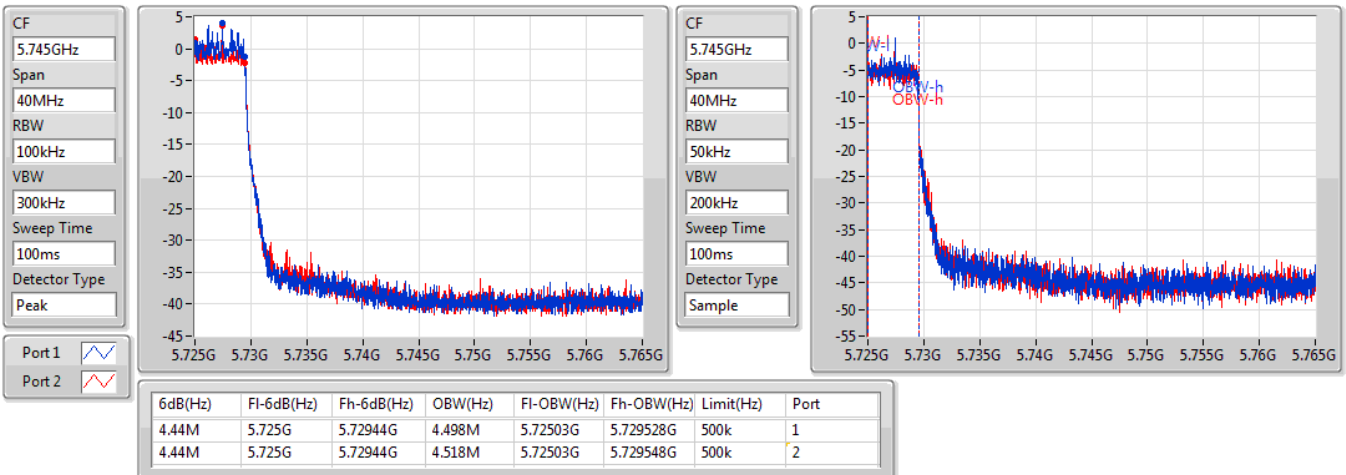 CF
5.745GHz
Span
40MHz
RBW
100kHz
VBW
300kHz
Sweep Time
100ms
Detector Type
Peak
Port 1
Port 2
5
0
-5
-10
-15
-20
-25
-30
-35
-40
-45
5.725G 5.73G 5.735G 5.74G 5.745G 5.75G 5.755G 5.76G 5.765G
CF
5.745GHz
Span
40MHz
RBW
50kHz
VBW
200kHz
Sweep Time
100ms
Detector Type
Sample
5
0
-5
-10
-15
-20
-25
-30
-35
-40
-45
-50
-55
W-l
OBW-h
OBW-h
5.725G 5.73G 5.735G 5.74G 5.745G 5.75G 5.755G 5.76G 5.765G
6dB(Hz) Fl-6dB(Hz) Fh-6dB(Hz) OBW(Hz) Fl-OBW(Hz) Fh-OBW(Hz) Limit(Hz) Port
4.44M 5.725G 5.72944G 4.498M 5.72503G 5.729528G 500k 1
4.44M 5.725G 5.72944G 4.518M 5.72503G 5.729548G 500k 2